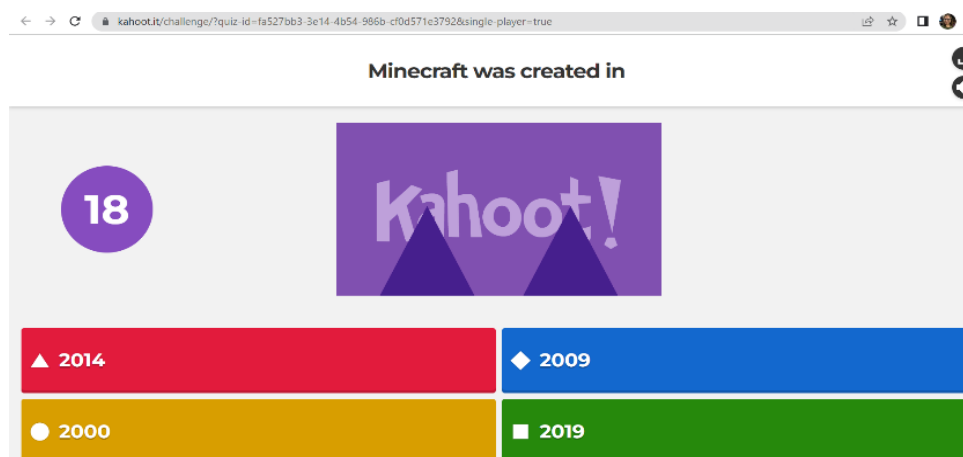 kahoot.it/challenge/?quiz-id=fa527bb3-3e14-4b54-986b-cf0d571e3792&single-player=true
Minecraft was created in
18
Kahoot!
2014
2009
2000
2019